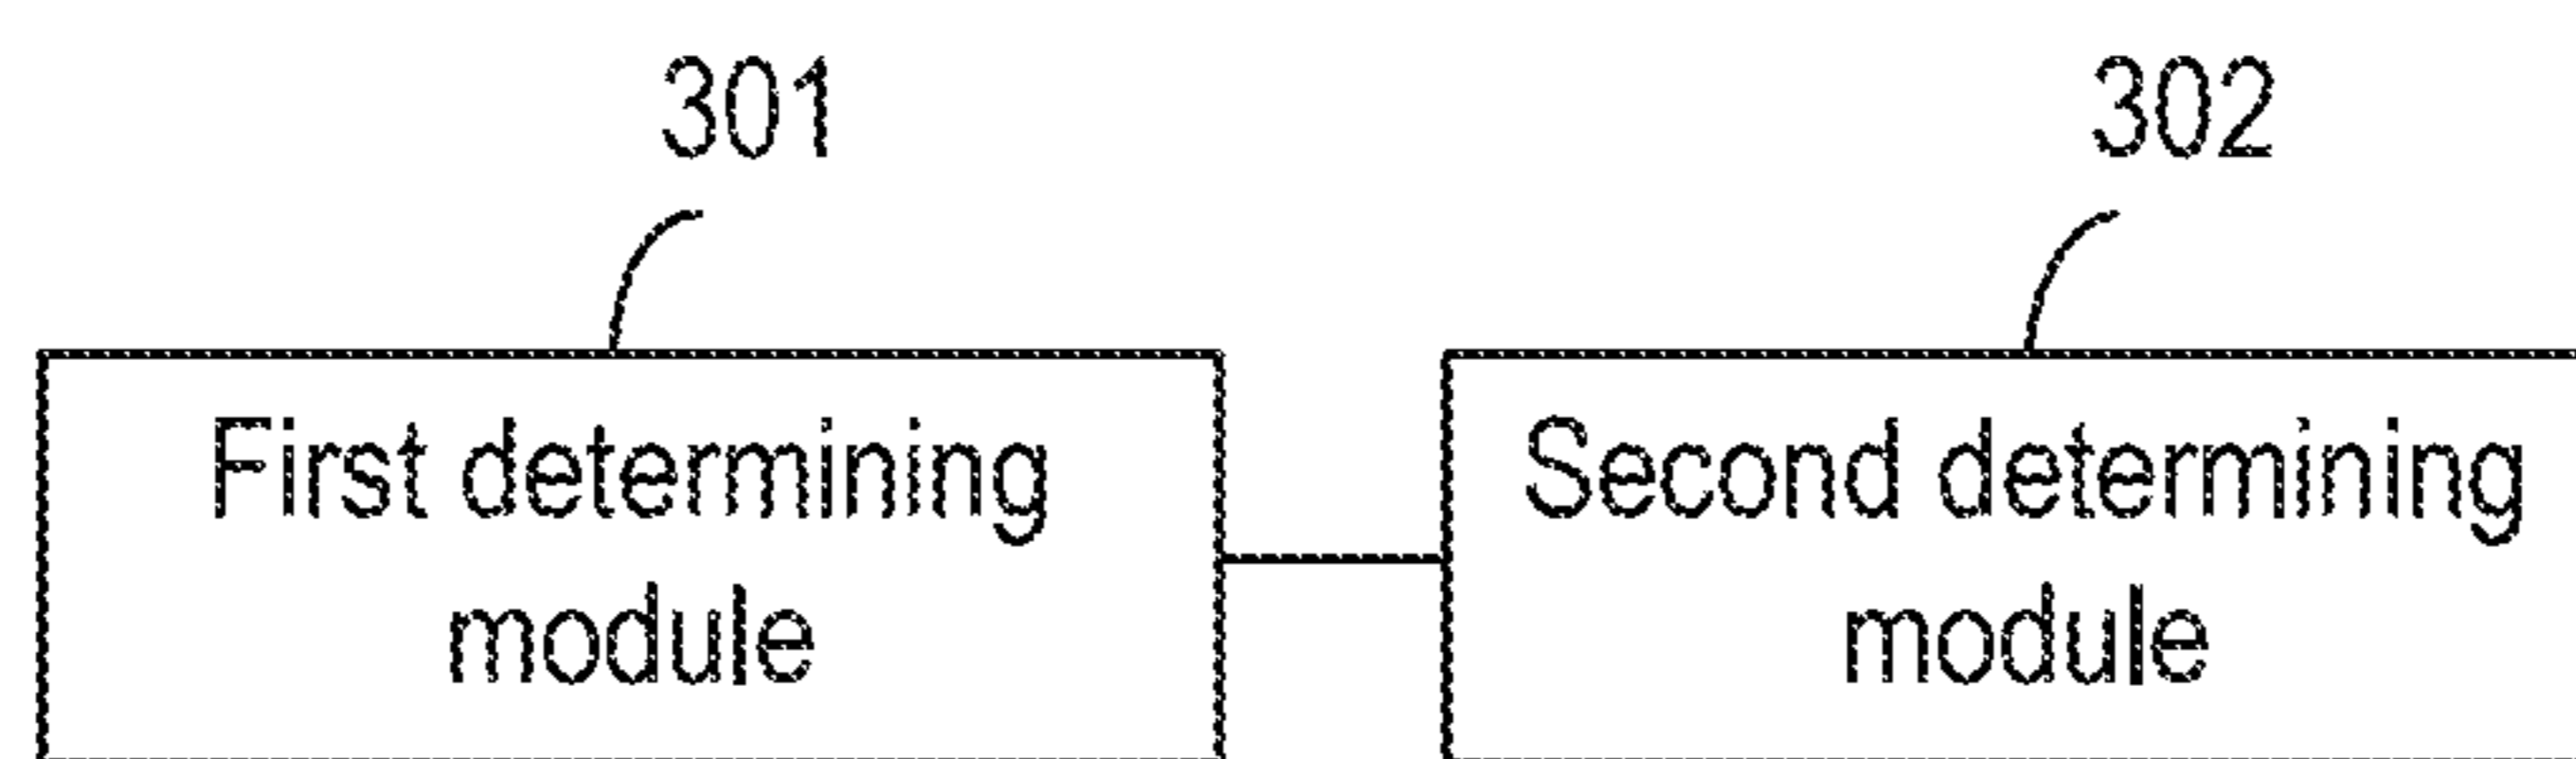 301
302
First determining
module
Second determining
module